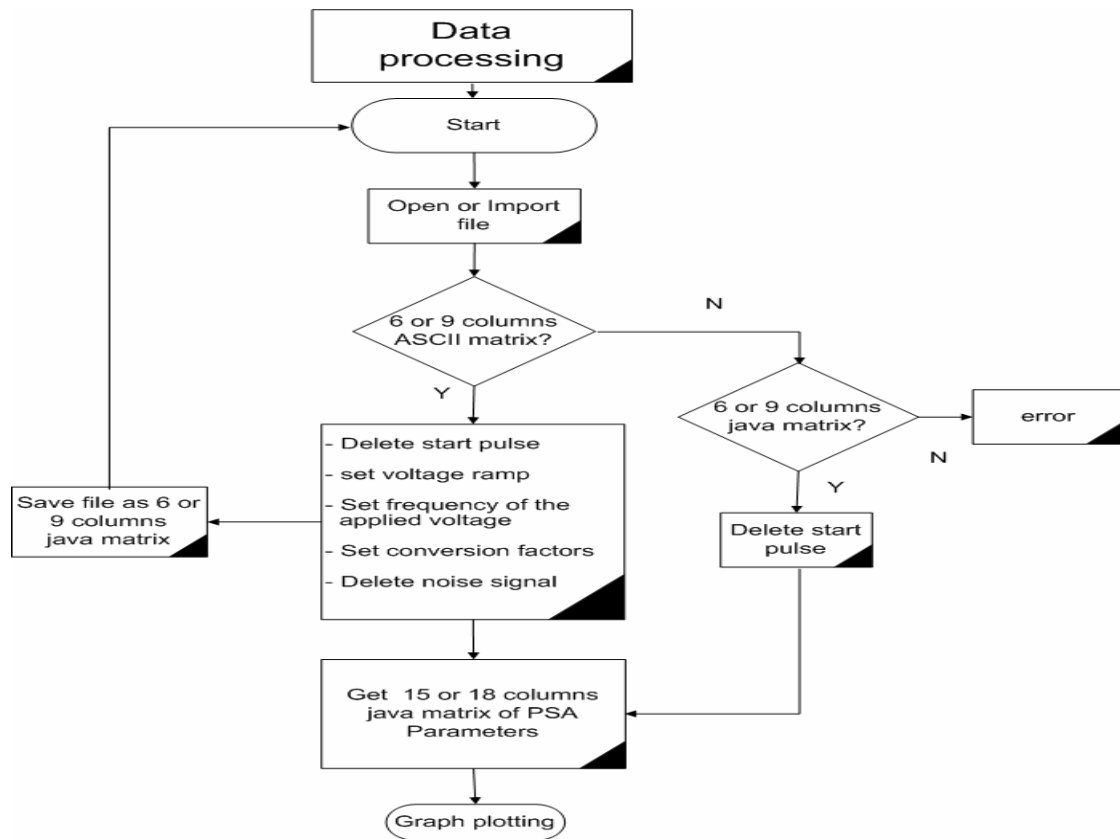 Data
processing
Start
Open or Import
file
6 or 9 columns
ASCII matrix?
N
Y
6 or 9 columns
java matrix?
error
N
Y
- Delete start pulse
- set voltage ramp
- Set frequency of the
applied voltage
- Set conversion factors
- Delete noise signal
Save file as 6 or
9 columns
java matrix
Delete start
pulse
Get 15 or 18 columns
java matrix of PSA
Parameters
Graph plotting